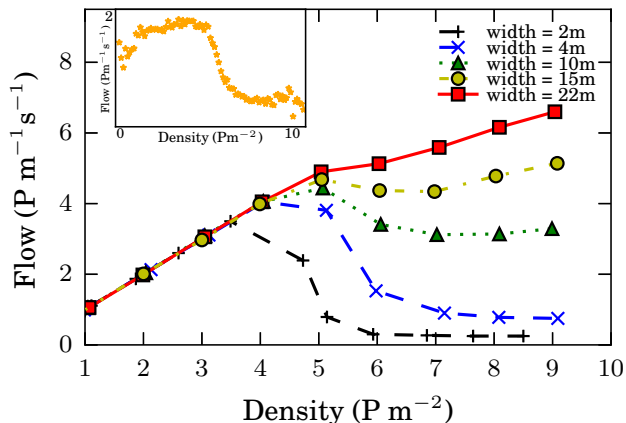 8
6
4
2
0
Flow (P m⁻¹ s⁻¹)
1 2 3 4 5 6 7 8 9 10
Density (P m⁻²)
2
Flow (Pm⁻¹ s⁻¹)
0 10
Density (Pm⁻²)
width = 2m
width = 4m
width = 10m
width = 15m
width = 22m